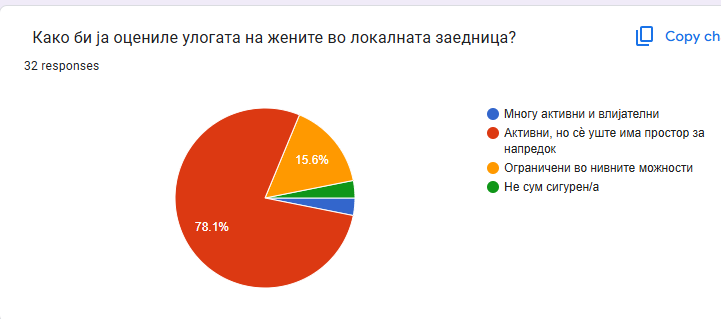 Како би ја оцениле улогата на жените во локалната заедница?
Copy ch
32 responses
Многу активни и влијателни
Активни, но сѐ уште има простор за
напредок
Ограничени во нивните можности
Не сум сигурен/а
15.6%
78.1%